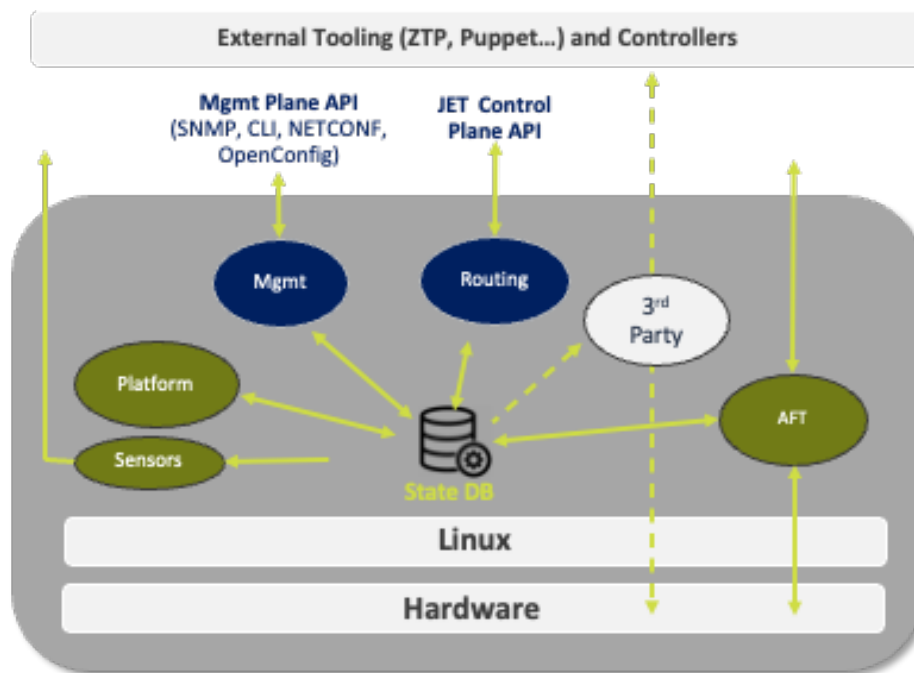 External Tooling (ZTP, Puppet...) and Controllers
Mgmt Plane API
(SNMP, CLI, NETCONF,
OpenConfig)
JET Control
Plane API
Mgmt
Routing
3rd
Party
Platform
AFT
Sensors
State DB
Linux
Hardware